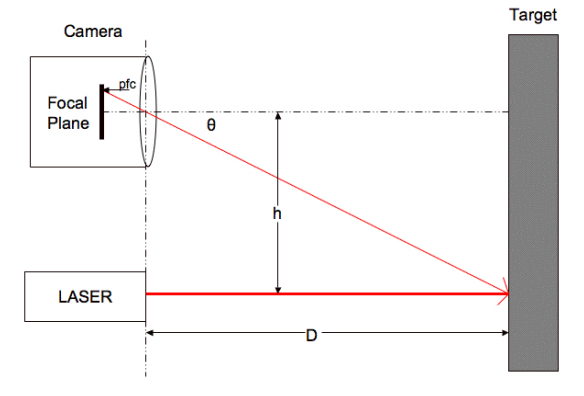 Target
Camera
pfc
Focal
Plane
θ
h
LASER
D